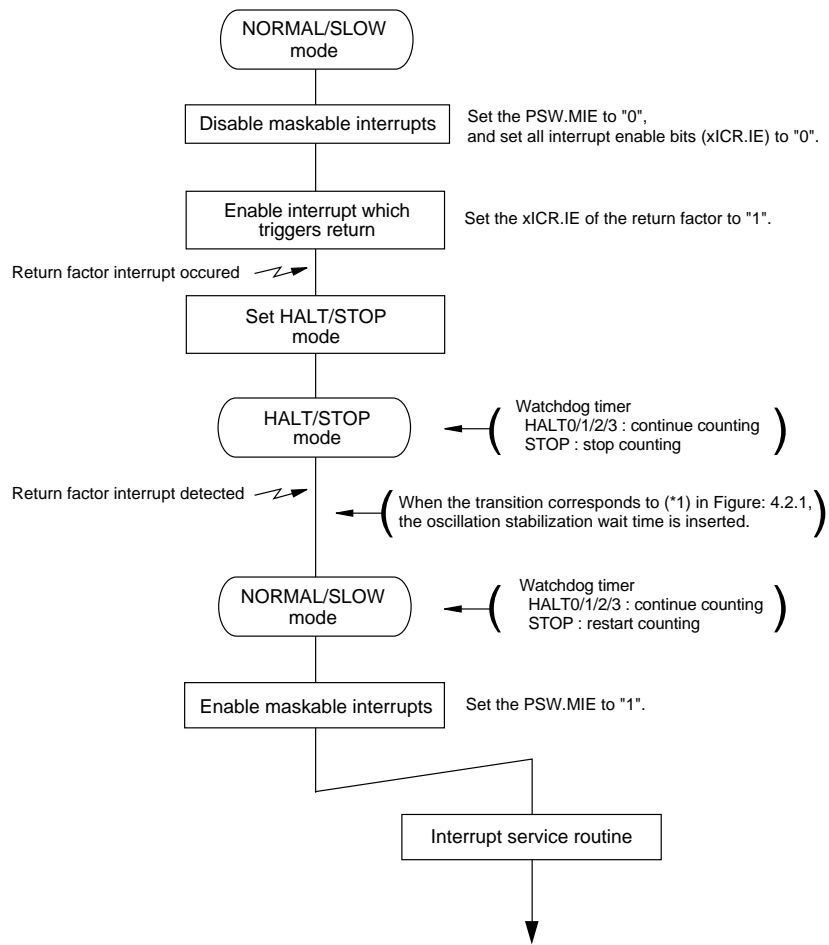 NORMAL/SLOW
mode
Disable maskable interrupts
Set the PSW.MIE to "0",
and set all interrupt enable bits (xICR.IE) to "0".
Enable interrupt which
triggers return
Set the xICR.IE of the return factor to "1".
Return factor interrupt occured
Set HALT/STOP
mode
HALT/STOP
mode
Watchdog timer
HALT0/1/2/3 : continue counting
STOP : stop counting
Return factor interrupt detected
When the transition corresponds to (*1) in Figure: 4.2.1,
the oscillation stabilization wait time is inserted.
NORMAL/SLOW
mode
Watchdog timer
HALT0/1/2/3 : continue counting
STOP : restart counting
Enable maskable interrupts
Set the PSW.MIE to "1".
Interrupt service routine